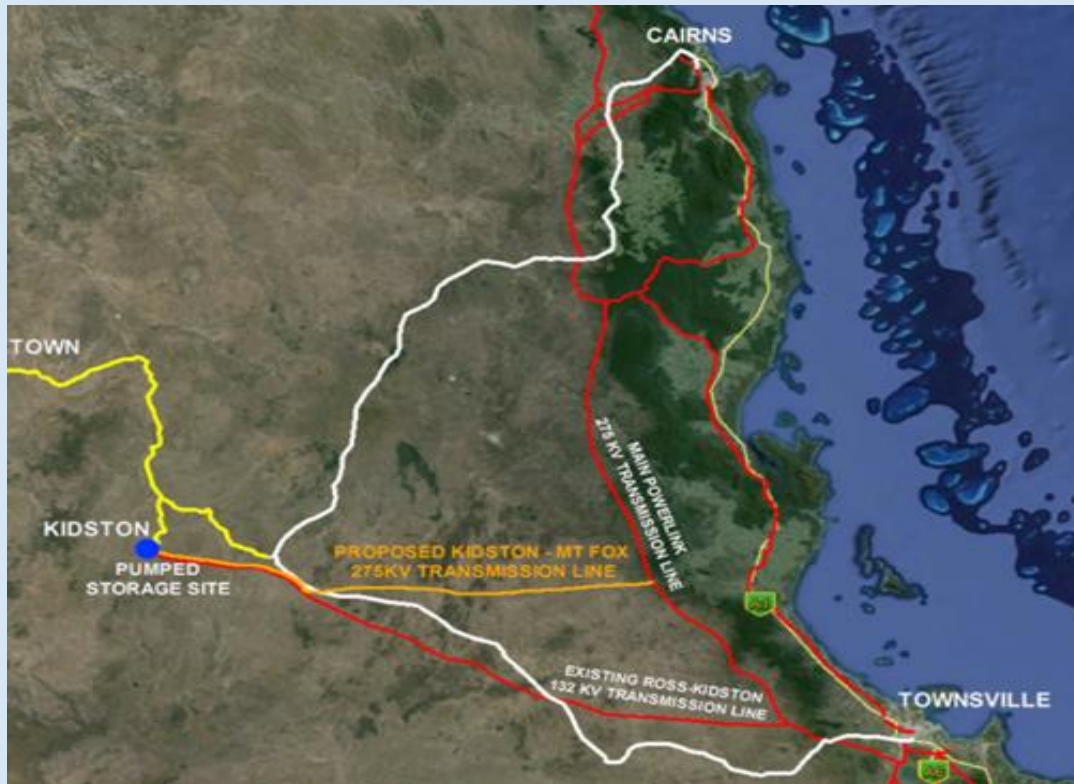 CAIRNS
TOWN
KIDSTON
PUMPED
STORAGE SITE
PROPOSED KIDSTON - MT FOX
275KV TRANSMISSION LINE
MAIN POWERLINK
275 KV TRANSMISSION LINE
EXISTING ROSS-KIDSTON
132 KV TRANSMISSION LINE
TOWNSVILLE